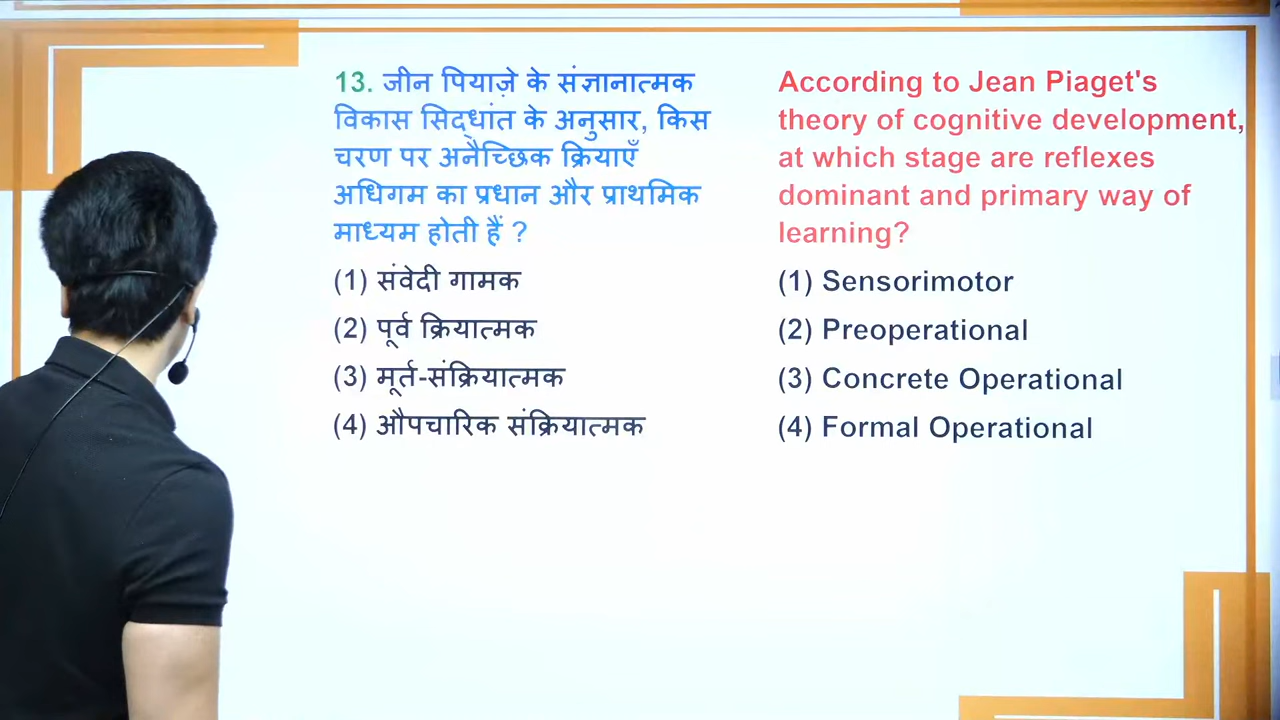 13. जीन पियाज़े के संज्ञानात्मक
विकास सिद्धांत के अनुसार, किस
चरण पर अनैच्छिक क्रियाएँ
अधिगम का प्रधान और प्राथमिक
माध्यम होती हैं ?
(1) संवेदी गामक
(2) पूर्व क्रियात्मक
(3) मूर्त-संक्रियात्मक
(4) औपचारिक संक्रियात्मक
According to Jean Piaget's
theory of cognitive development,
at which stage are reflexes
dominant and primary way of
learning?
(1) Sensorimotor
(2) Preoperational
(3) Concrete Operational
(4) Formal Operational